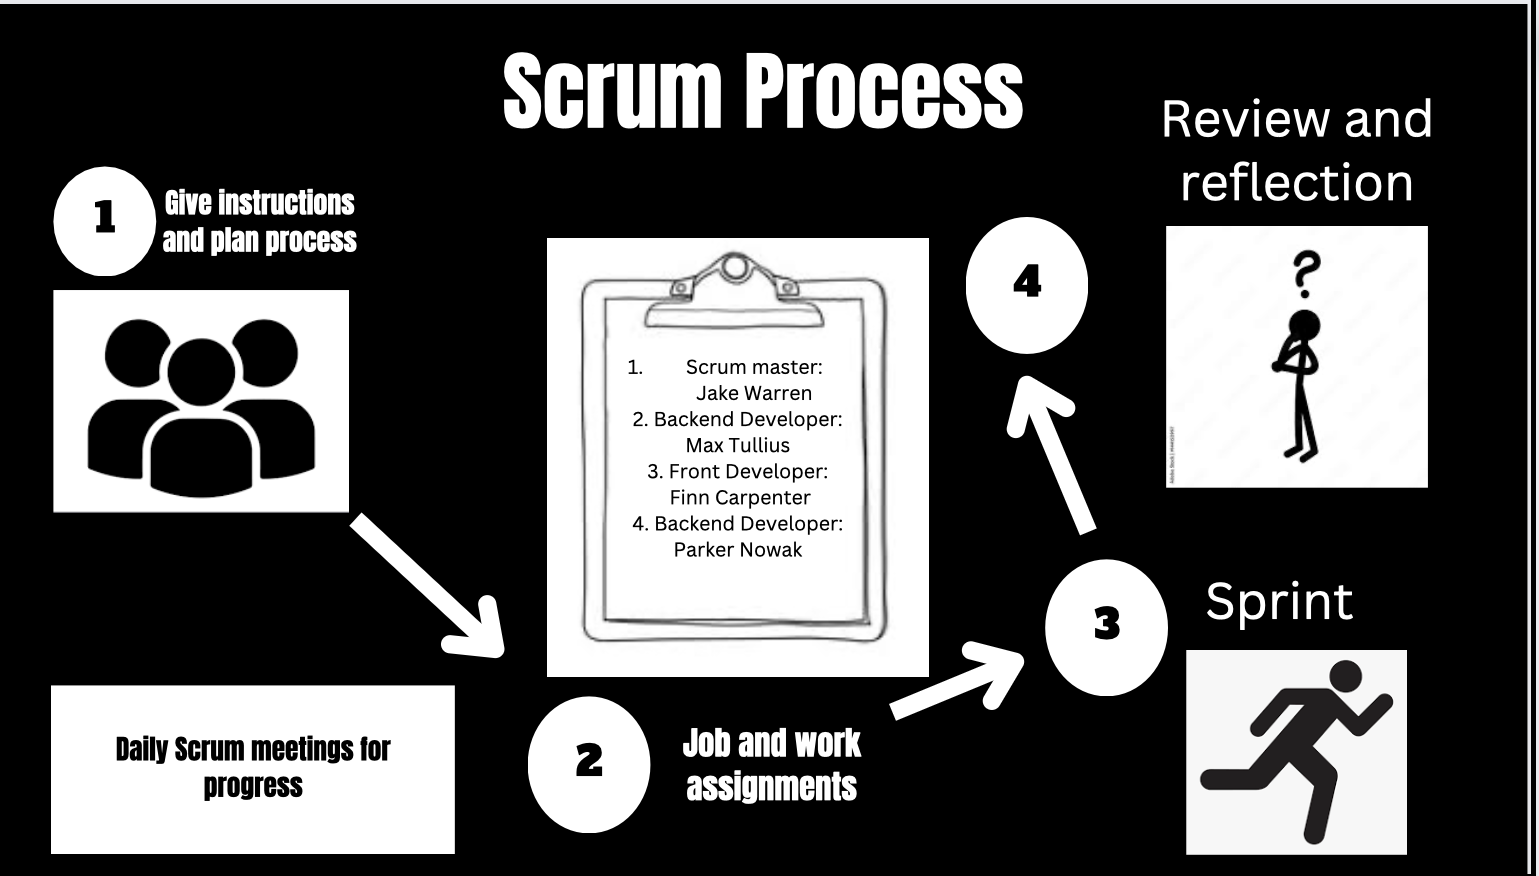 Scrum Process
1
Give instructions
and plan process
1. Scrum master:
Jake Warren
2. Backend Developer:
Max Tullius
3. Front Developer:
Finn Carpenter
4. Backend Developer:
Parker Nowak
2
Job and work
assignments
3
Sprint
4
Review and
reflection
?
Daily Scrum meetings for
progress